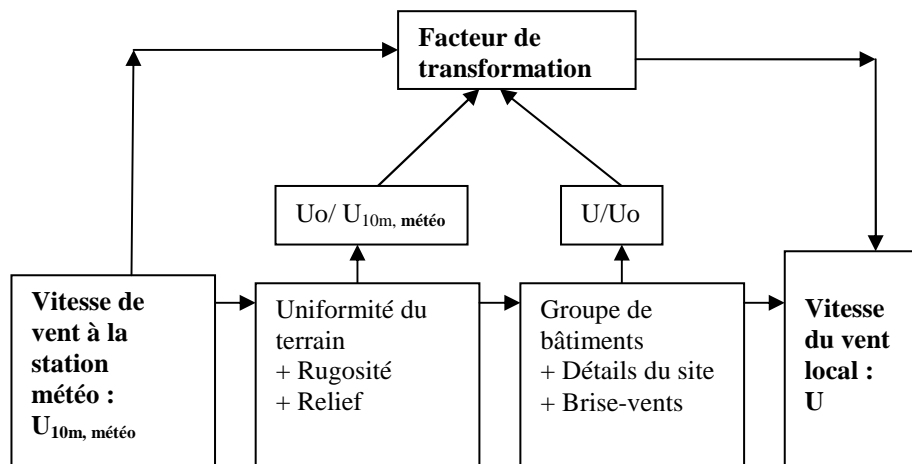 Facteur de
transformation
Uo/ U10m, météo
U/Uo
Vitesse de
vent à la
station
météo :
U10m, météo
Uniformité du
terrain
+ Rugosité
+ Relief
Groupe de
bâtiments
+ Détails du site
+ Brise-vents
Vitesse
du vent
local :
U